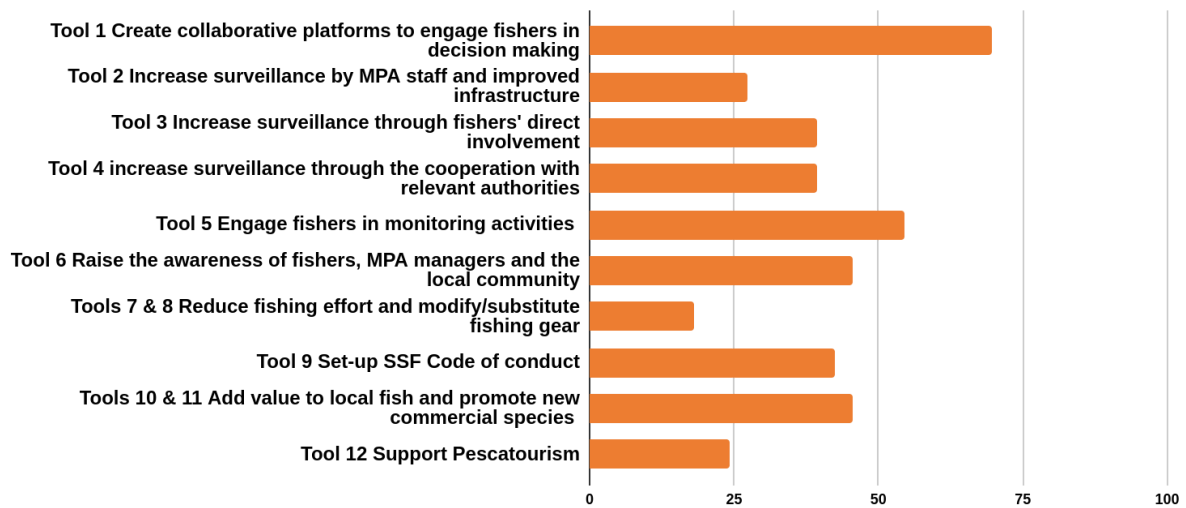 Tool 1 Create collaborative platforms to engage fishers in
decision making
Tool 2 Increase surveillance by MPA staff and improved
infrastructure
Tool 3 Increase surveillance through fishers' direct
involvement
Tool 4 increase surveillance through the cooperation with
relevant authorities
Tool 5 Engage fishers in monitoring activities
Tool 6 Raise the awareness of fishers, MPA managers and the
local community
Tools 7 & 8 Reduce fishing effort and modify/substitute
fishing gear
Tool 9 Set-up SSF Code of conduct
Tools 10 & 11 Add value to local fish and promote new
commercial species
Tool 12 Support Pescatourism
0 25 50 75 100